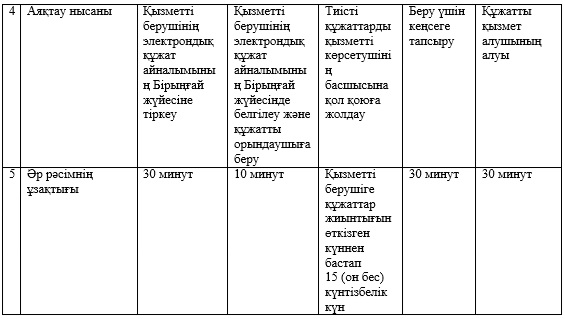 4
Аяқтау нысаны
Қызметті
берушінің
электрондық
құжат
айналымыны
ң Бірыңғай
жүйесіне
тіркеу
Қызметті
берушінің
электрондық
құжат
айналымыны
ң Бірыңғай
жүйесінде
белгілеу және
құжатты
орындаушыға
беру
Тиісті
құжаттарды
қызметті
көрсетушіні
ң
басшысына
қол қоюға
жолдау
Беру үшін
кеңсеге
тапсыру
Құжатты
қызмет
алушының
алуы
5
Әр рәсімнің
ұзақтығы
30 минут
10 минут
Қызметті
берушіге
құжаттар
жиынтығын
өткізген
күннен
бастап
15 (он бес)
күнтізбелік
күн
30 минут
30 минут